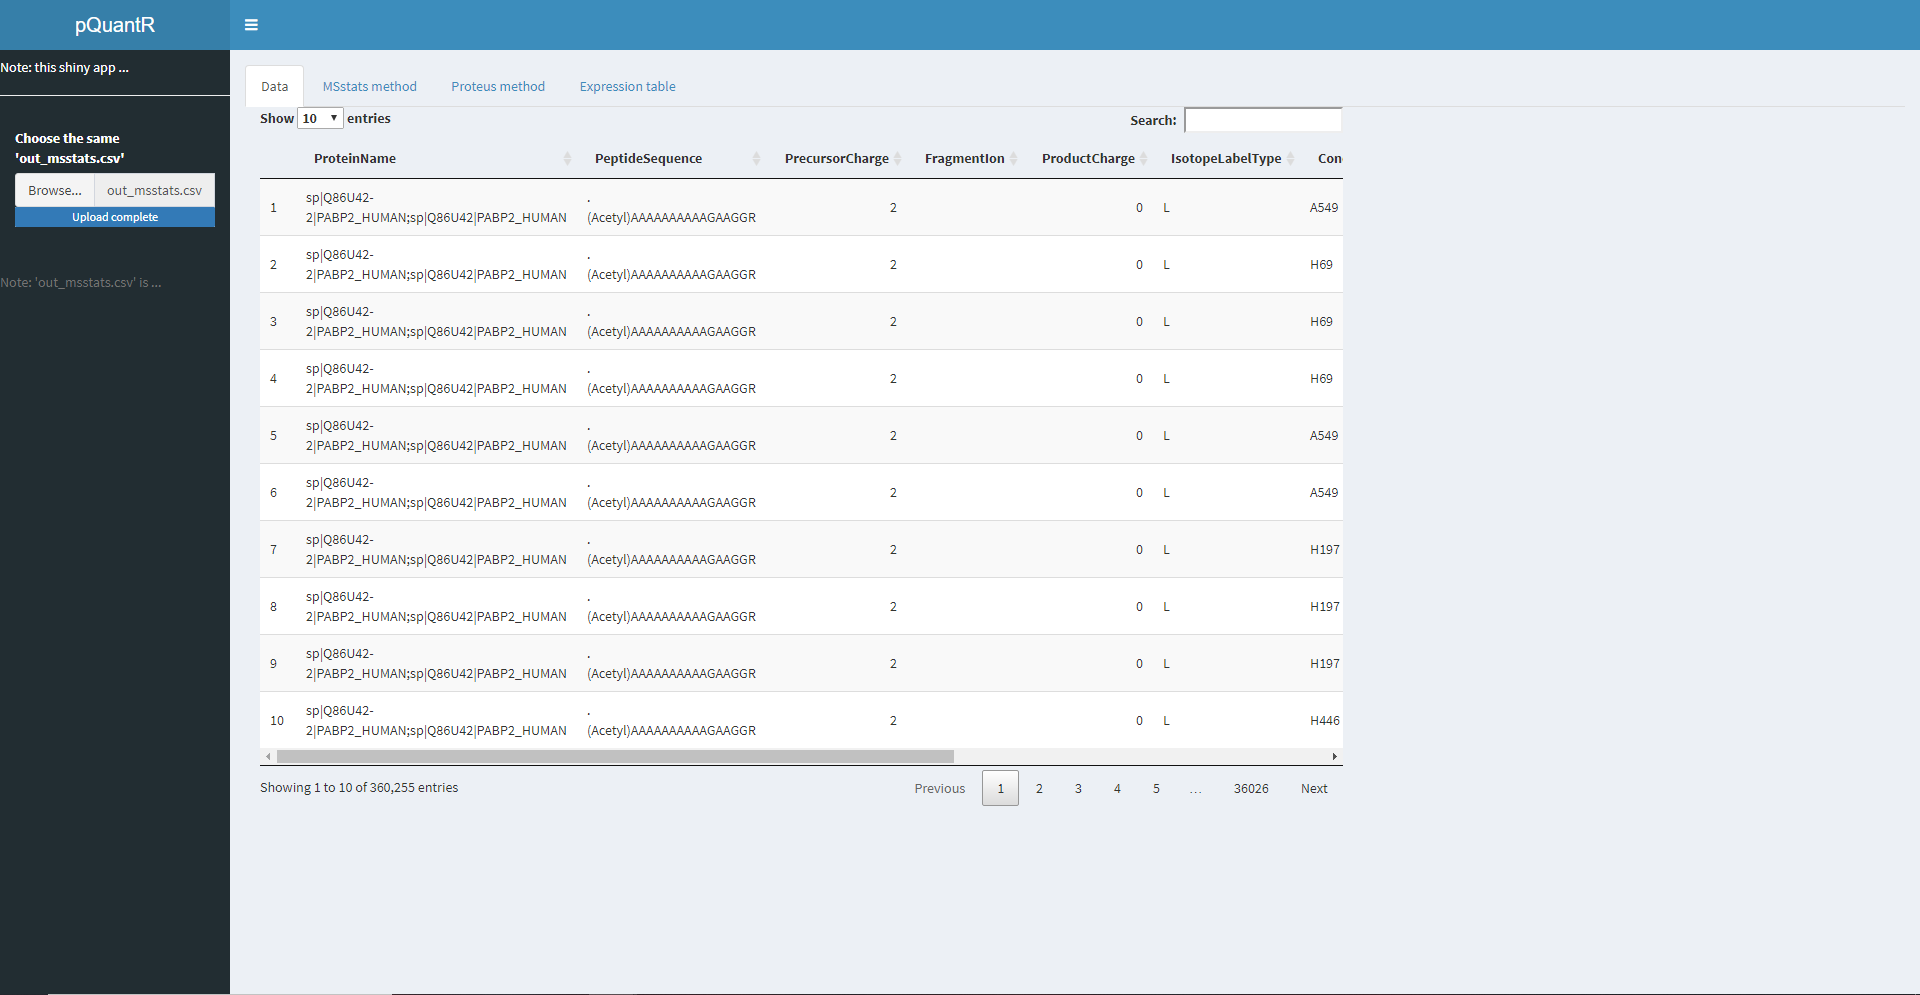 pQuantR
Note: this shiny app ...
Choose the same
'out_msstats.csv'
Browse... out_msstats.csv
Upload complete
Note: 'out_msstats.csv' is ...
Data MSstats method Proteus method Expression table
Show 10 entries Search:
ProteinName PeptideSequence PrecursorCharge FragmentIon ProductCharge IsotopeLabelType Con
sp|Q86U42- .
1 2 0 L A549
2|PABP2_HUMAN;sp|Q86U42|PABP2_HUMAN (Acetyl)AAAAAAAAAAGAAGGR
sp|Q86U42- .
2 2 0 L H69
2|PABP2_HUMAN;sp|Q86U42|PABP2_HUMAN (Acetyl)AAAAAAAAAAGAAGGR
sp|Q86U42- .
3 2 0 L H69
2|PABP2_HUMAN;sp|Q86U42|PABP2_HUMAN (Acetyl)AAAAAAAAAAGAAGGR
sp|Q86U42- .
4 2 0 L H69
2|PABP2_HUMAN;sp|Q86U42|PABP2_HUMAN (Acetyl)AAAAAAAAAAGAAGGR
sp|Q86U42- .
5 2 0 L A549
2|PABP2_HUMAN;sp|Q86U42|PABP2_HUMAN (Acetyl)AAAAAAAAAAGAAGGR
sp|Q86U42- .
6 2 0 L A549
2|PABP2_HUMAN;sp|Q86U42|PABP2_HUMAN (Acetyl)AAAAAAAAAAGAAGGR
sp|Q86U42- .
7 2 0 L H197
2|PABP2_HUMAN;sp|Q86U42|PABP2_HUMAN (Acetyl)AAAAAAAAAAGAAGGR
sp|Q86U42- .
8 2 0 L H197
2|PABP2_HUMAN;sp|Q86U42|PABP2_HUMAN (Acetyl)AAAAAAAAAAGAAGGR
sp|Q86U42- .
9 2 0 L H197
2|PABP2_HUMAN;sp|Q86U42|PABP2_HUMAN (Acetyl)AAAAAAAAAAGAAGGR
sp|Q86U42- .
10 2 0 L H446
2|PABP2_HUMAN;sp|Q86U42|PABP2_HUMAN (Acetyl)AAAAAAAAAAGAAGGR
Showing 1 to 10 of 360,255 entries Previous 1 2 3 4 5 ... 36026 Next